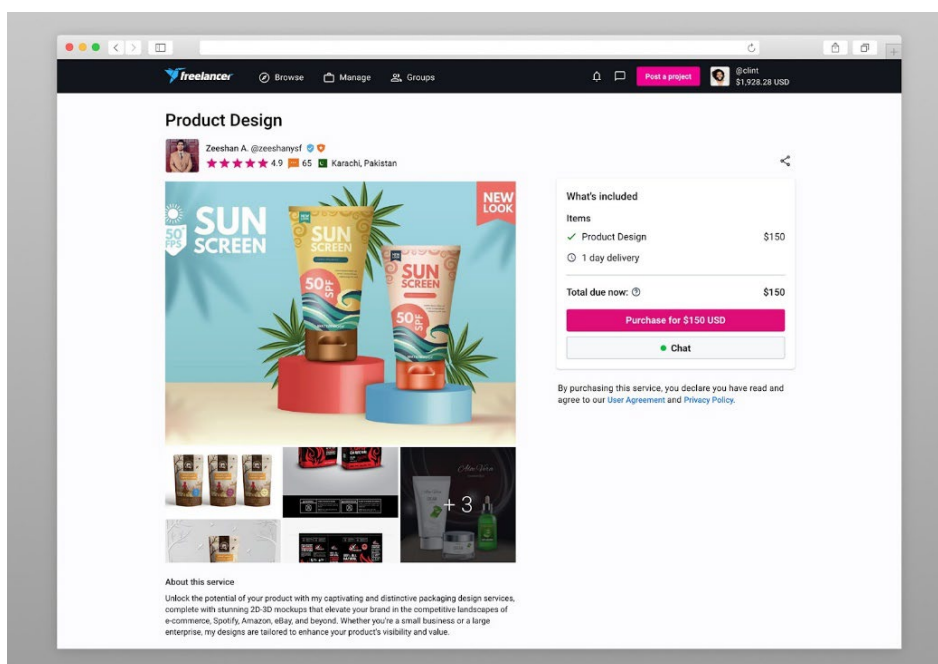 freelancer Browse Manage Groups Post a project @clint
$1,928.28 USD
Product Design
Zeeshan A. @zeeshanysf
4.9 65 Karachi, Pakistan
SUN
SCREEN
50+
FPS
NEW
LOOK
SUN
SCREEN
50+
SPF
SUN
SCREEN
50+
SPF
Aloe Vera
+ 3
What's included
Items
Product Design $150
1 day delivery
Total due now: $150
Purchase for $150 USD
Chat
By purchasing this service, you declare you have read and
agree to our User Agreement and Privacy Policy.
About this service
Unlock the potential of your product with my captivating and distinctive packaging design services,
complete with stunning 2D-3D mockups that elevate your brand in the competitive landscapes of
e-commerce, Spotify, Amazon, eBay, and beyond. Whether you're a small business or a large
enterprise, my designs are tailored to enhance your product's visibility and value.